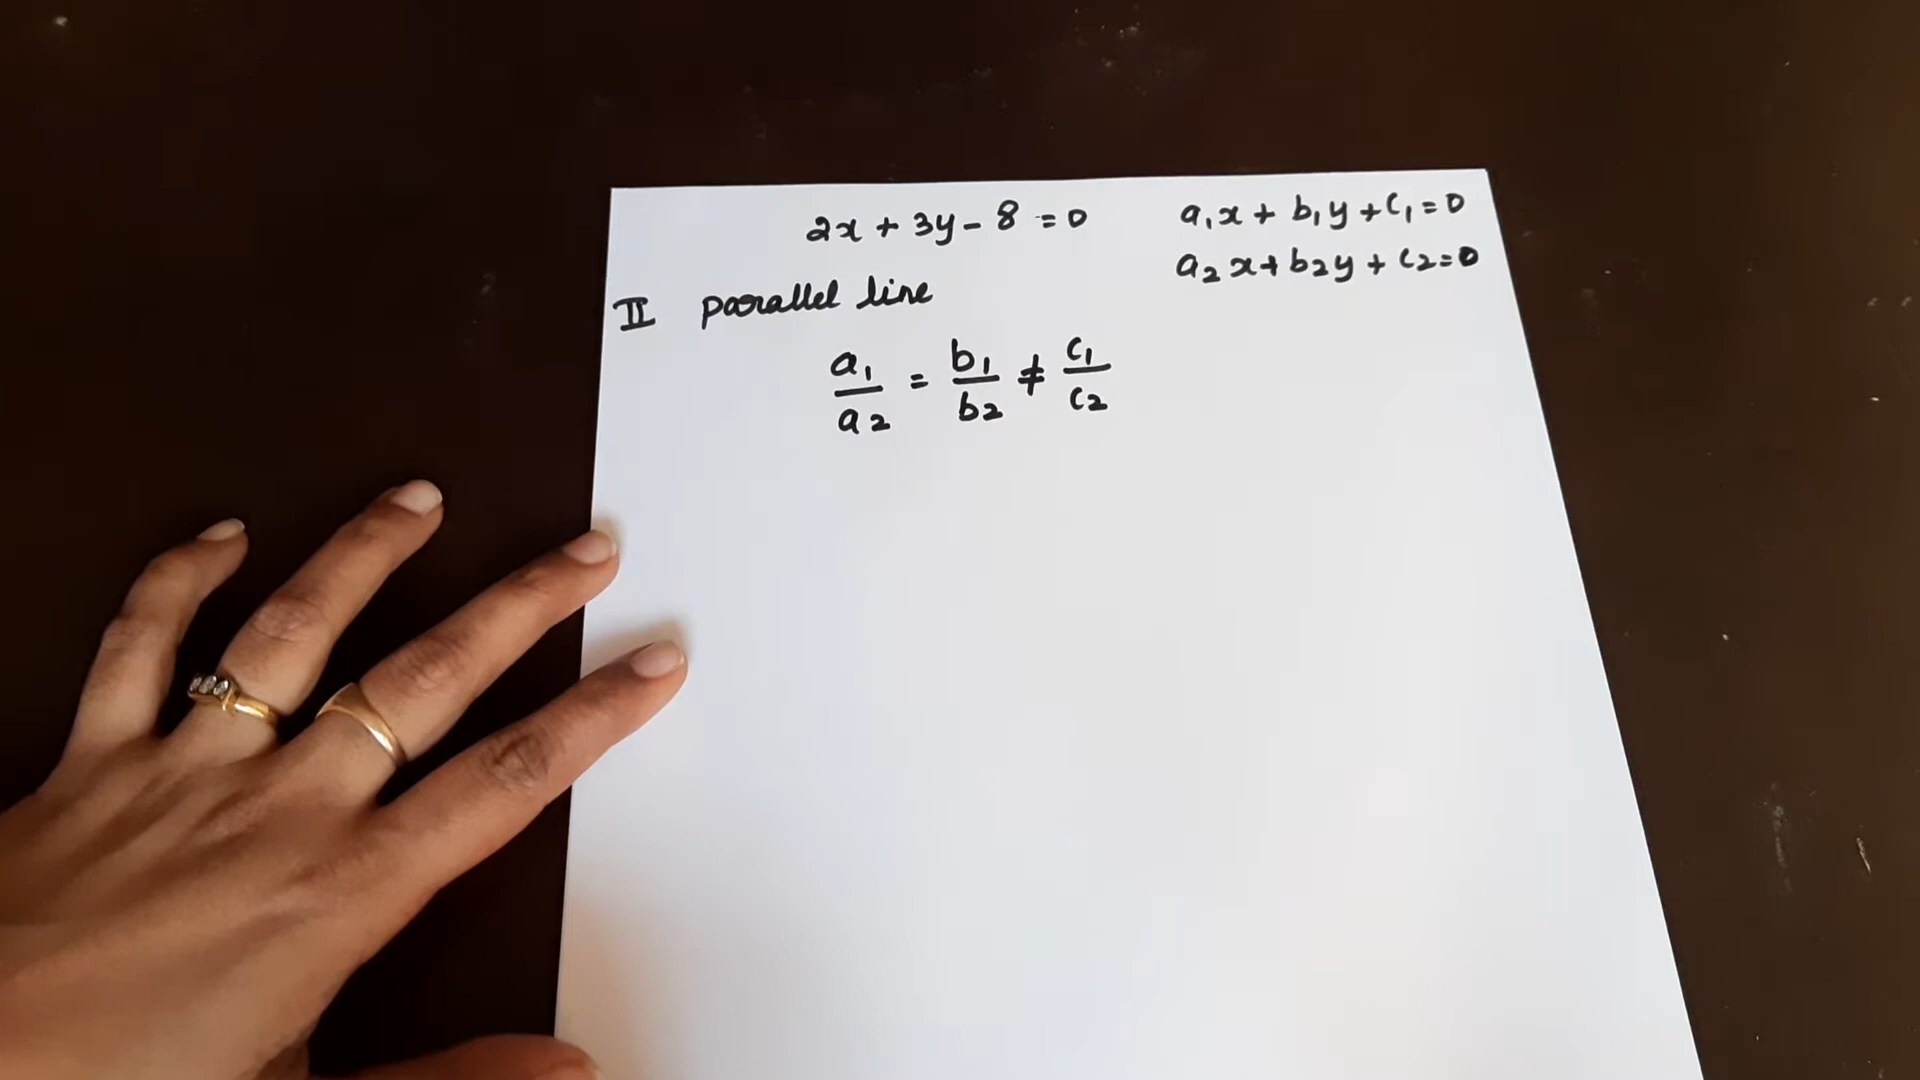 2x + 3y - 8 = 0
a₁x + b₁y + c₁ = 0
a₂x + b₂y + c₂ = 0
II parallel line
a₁/a₂ = b₁/b₂ ≠ c₁/c₂